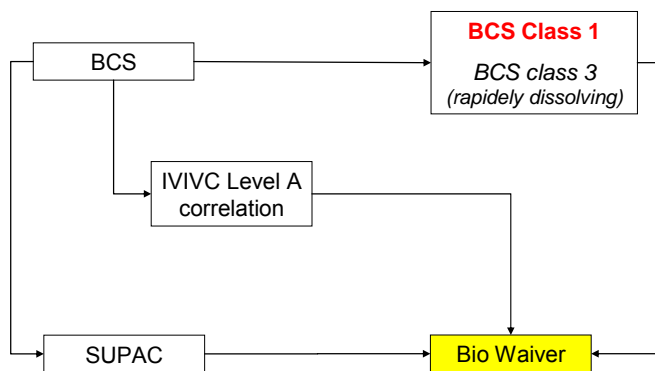 BCS Class 1
BCS
BCS class 3
(rapidely dissolving)
IVIVC Level A
correlation
SUPAC
Bio Waiver